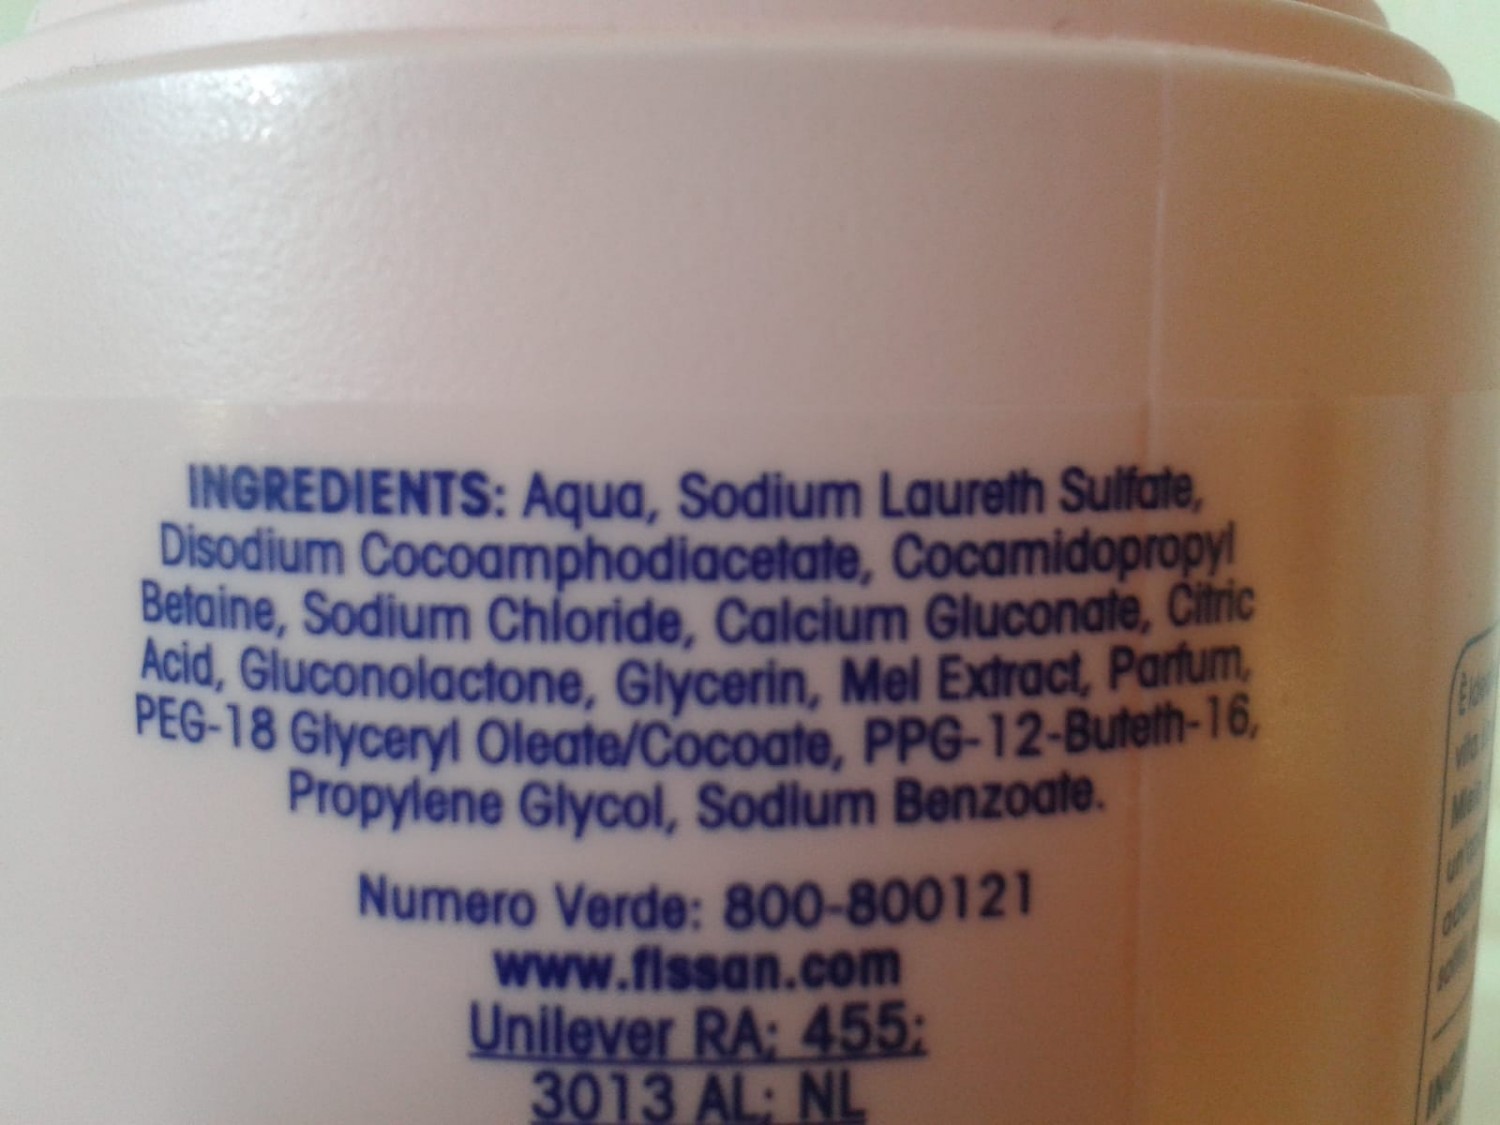 INGREDIENTS: Aqua, Sodium Laureth Sulfate,
Disodium Cocoamphodiacetate, Cocamidopropyl
Betaine, Sodium Chloride, Calcium Gluconate, Citric
Acid, Gluconolactone, Glycerin, Mel Extract, Parfum,
PEG-18 Glyceryl Oleate/Cocoate, PPG-12-Buteth-16,
Propylene Glycol, Sodium Benzoate.
Numero Verde: 800-800121
www.fissan.com
Unilever RA; 455;
3013 AL; NL